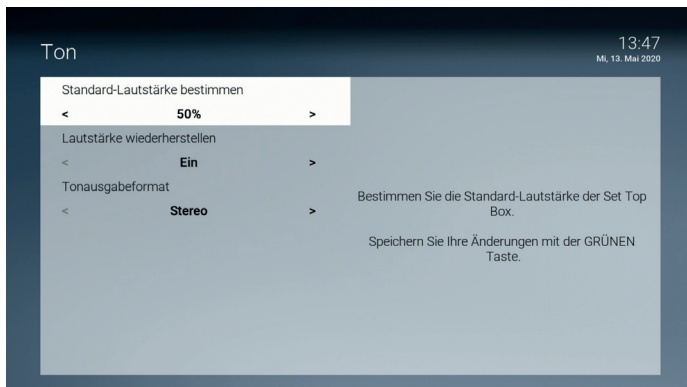 Ton
13:47
Mi, 13. Mai 2020
Standard-Lautstärke bestimmen
< 50% >
Lautstärke wiederherstellen
< Ein >
Tonausgabeformat
< Stereo >
Bestimmen Sie die Standard-Lautstärke der Set Top
Box.
Speichern Sie Ihre Änderungen mit der GRÜNEN
Taste.